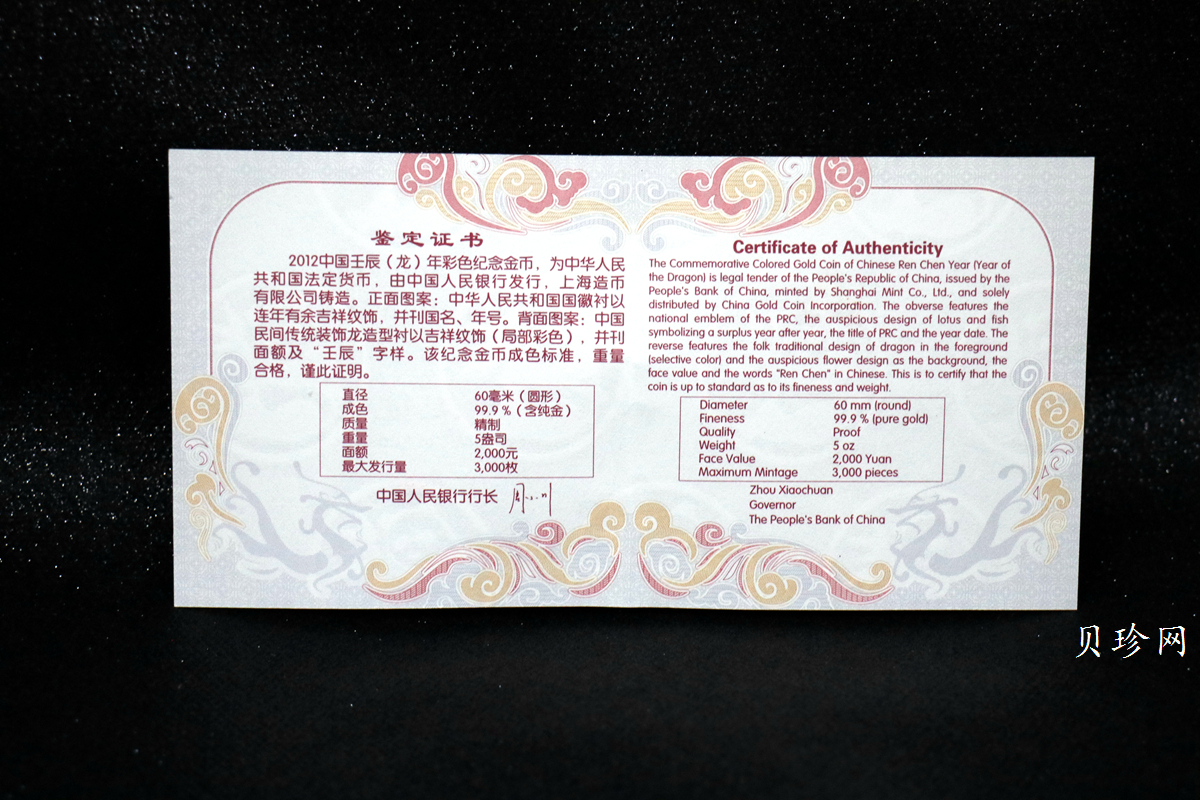 鉴定证书
2012中国壬辰（龙）年彩色纪念金币，为中华人民
共和国法定货币，由中国人民银行发行，上海造币
有限公司铸造。正面图案：中华人民共和国国徽衬以
连年有余吉祥纹饰，并刊国名、年号。背面图案：中国
民间传统装饰龙造型衬以吉祥纹饰（局部彩色），并刊
面额及“壬辰”字样。该纪念金币成色标准，重量
合格，谨此证明。
直径 60毫米（圆形）
成色 99.9％（含纯金）
质量 精制
重量 5盎司
面额 2,000元
最大发行量 3,000枚
中国人民银行行长
Certificate of Authenticity
The Commemorative Colored Gold Coin of Chinese Ren Chen Year (Year of
the Dragon) is legal tender of the People's Republic of China, issued by the
People's Bank of China, minted by Shanghai Mint Co., Ltd., and solely
distributed by China Gold Coin Incorporation. The obverse features the
national emblem of the PRC, the auspicious design of lotus and fish
symbolizing a surplus year after year, the title of PRC and the year date. The
reverse features the folk traditional design of dragon in the foreground
(selective color) and the auspicious flower design as the background, the
face value and the words "Ren Chen" in Chinese. This is to certify that the
coin is up to standard as to its fineness and weight.
Diameter 60 mm (round)
Fineness 99.9 % (pure gold)
Quality Proof
Weight 5 oz
Face Value 2,000 Yuan
Maximum Mintage 3,000 pieces
Zhou Xiaochuan
Governor
The People's Bank of China
贝珍网